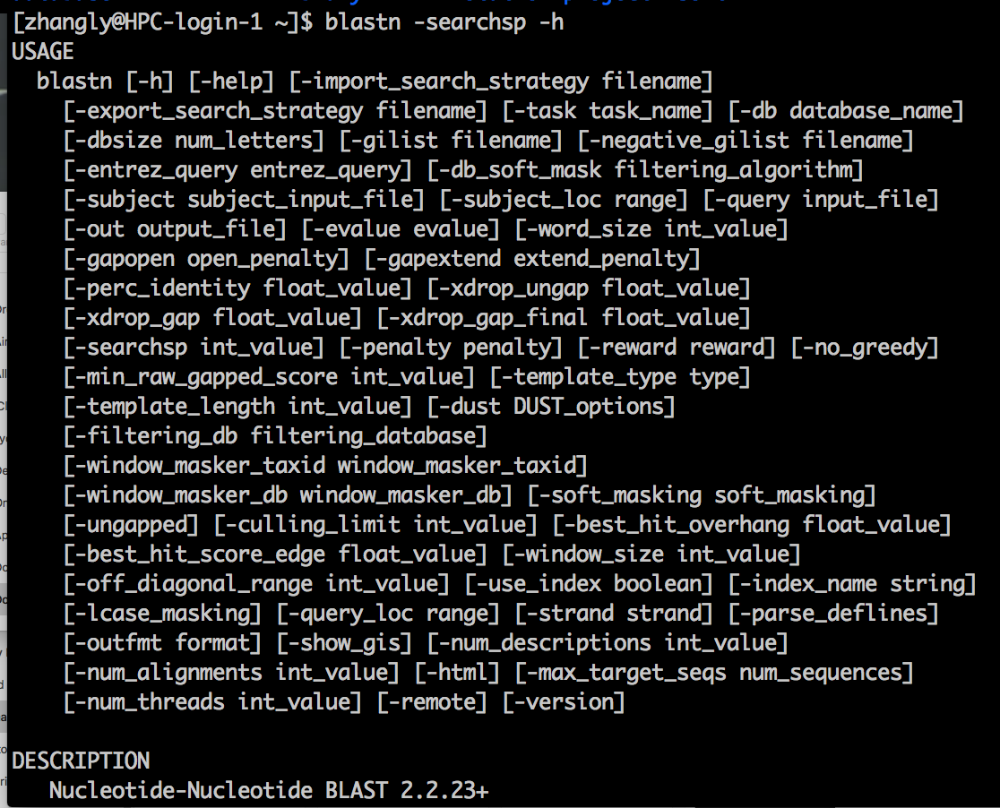 [zhangly@HPC-login-1 ~]$ blastn -searchsp -h
USAGE
  blastn [-h] [-help] [-import_search_strategy filename]
    [-export_search_strategy filename] [-task task_name] [-db database_name]
    [-dbsize num_letters] [-gilist filename] [-negative_gilist filename]
    [-entrez_query entrez_query] [-db_soft_mask filtering_algorithm]
    [-subject subject_input_file] [-subject_loc range] [-query input_file]
    [-out output_file] [-evalue evalue] [-word_size int_value]
    [-gapopen open_penalty] [-gapextend extend_penalty]
    [-perc_identity float_value] [-xdrop_ungap float_value]
    [-xdrop_gap float_value] [-xdrop_gap_final float_value]
    [-searchsp int_value] [-penalty penalty] [-reward reward] [-no_greedy]
    [-min_raw_gapped_score int_value] [-template_type type]
    [-template_length int_value] [-dust DUST_options]
    [-filtering_db filtering_database]
    [-window_masker_taxid window_masker_taxid]
    [-window_masker_db window_masker_db] [-soft_masking soft_masking]
    [-ungapped] [-culling_limit int_value] [-best_hit_overhang float_value]
    [-best_hit_score_edge float_value] [-window_size int_value]
    [-off_diagonal_range int_value] [-use_index boolean] [-index_name string]
    [-lcase_masking] [-query_loc range] [-strand strand] [-parse_deflines]
    [-outfmt format] [-show_gis] [-num_descriptions int_value]
    [-num_alignments int_value] [-html] [-max_target_seqs num_sequences]
    [-num_threads int_value] [-remote] [-version]
DESCRIPTION
   Nucleotide-Nucleotide BLAST 2.2.23+